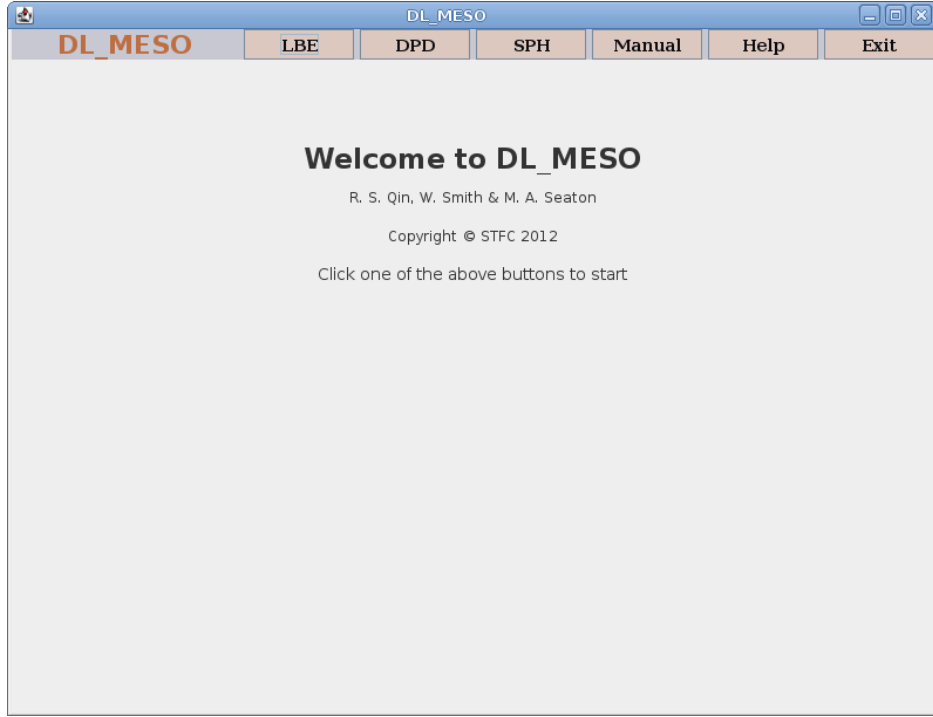 DL_MESO
DL_MESO LBE DPD SPH Manual Help Exit
Welcome to DL_MESO
R. S. Qin, W. Smith & M. A. Seaton
Copyright © STFC 2012
Click one of the above buttons to start